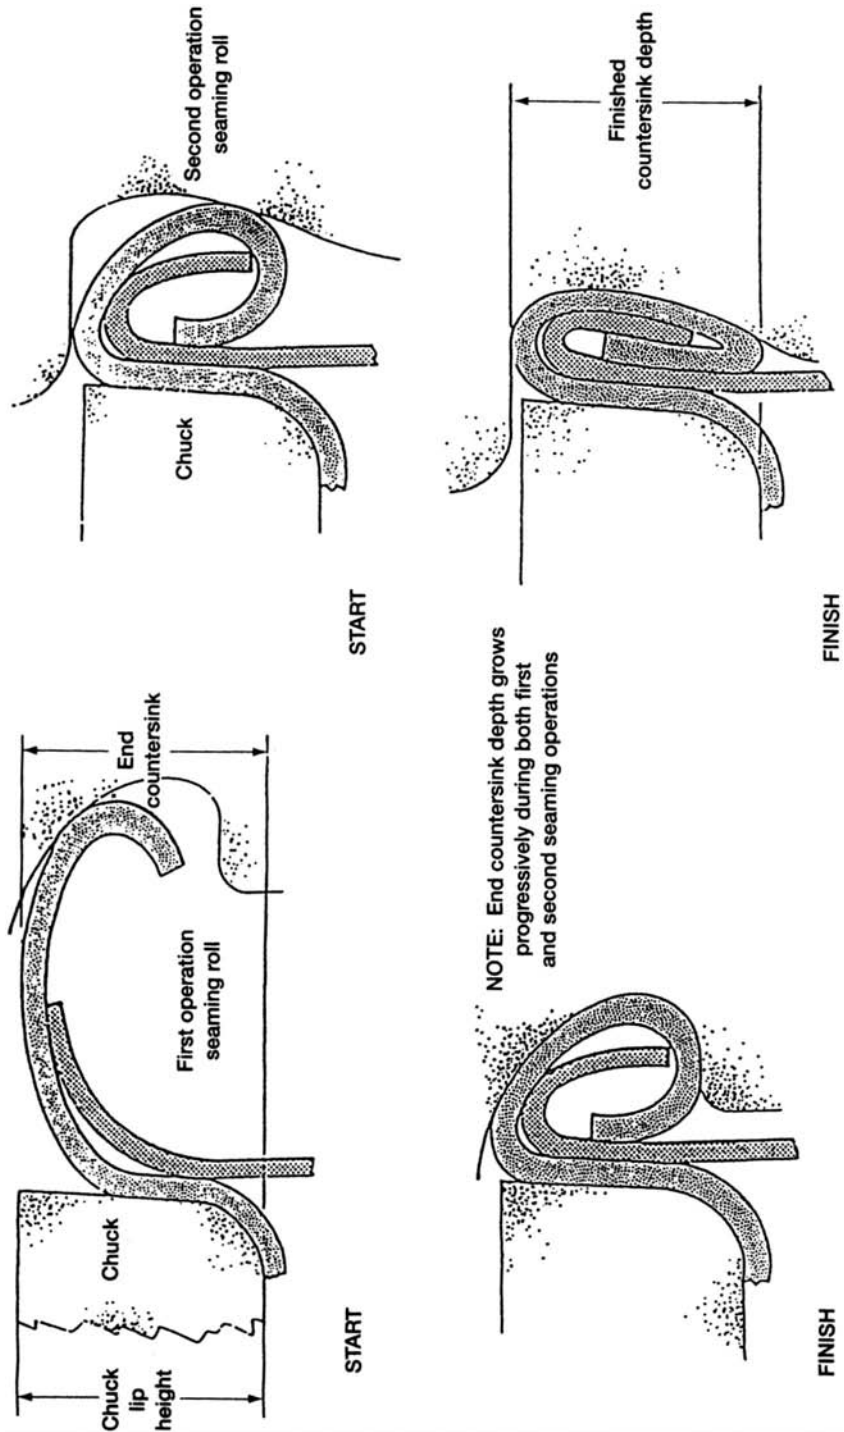 Chuck
lip
height
Chuck
First operation
seaming roll
End
countersink
START
Chuck
Second operation
seaming roll
START
NOTE: End countersink depth grows
progressively during both first
and second seaming operations
FINISH
Finished
countersink depth
FINISH